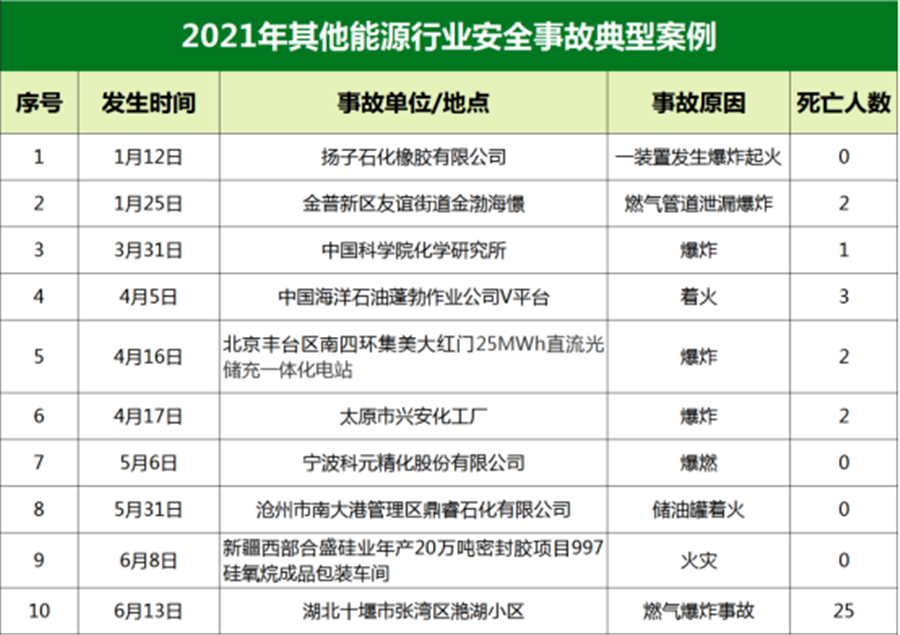 2021年其他能源行业安全事故典型案例
序号 发生时间 事故单位/地点 事故原因 死亡人数
1 1月12日 扬子石化橡胶有限公司 一装置发生爆炸起火 0
2 1月25日 金普新区友谊街道金渤海憬 燃气管道泄漏爆炸 2
3 3月31日 中国科学院化学研究所 爆炸 1
4 4月5日 中国海洋石油蓬勃作业公司V平台 着火 3
5 4月16日 北京丰台区南四环集美大红门25MWh直流光
储充一体化电站 爆炸 2
6 4月17日 太原市兴安化工厂 爆炸 2
7 5月6日 宁波科元精化股份有限公司 爆燃 0
8 5月31日 沧州市南大港管理区鼎睿石化有限公司 储油罐着火 0
9 6月8日 新疆西部合盛硅业年产20万吨密封胶项目997
硅氧烷成品包装车间 火灾 0
10 6月13日 湖北十堰市张湾区滟湖小区 燃气爆炸事故 25